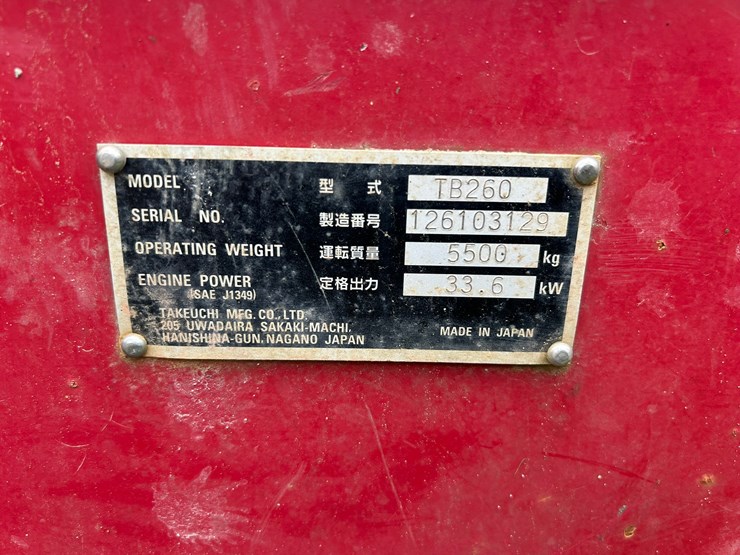 MODEL 型 式 TB260
SERIAL NO. 製造番号 126103129
OPERATING WEIGHT 運転質量 5500 kg
ENGINE POWER 定格出力 33.6 kW
(SAE J1349)
TAKEUCHI MFG.CO.,LTD.
205 UWADAIRA SAKAKI-MACHI,
HANISHINA-GUN, NAGANO JAPAN
MADE IN JAPAN